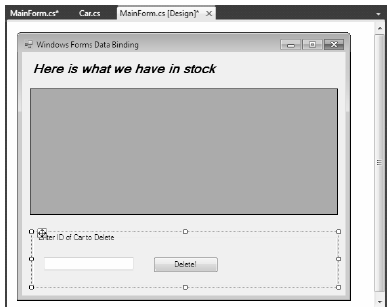 MainForm.cs* Car.cs MainForm.cs [Design]*
Windows Forms Data Binding
Here is what we have in stock
ter ID of Car to Delete
Delete!